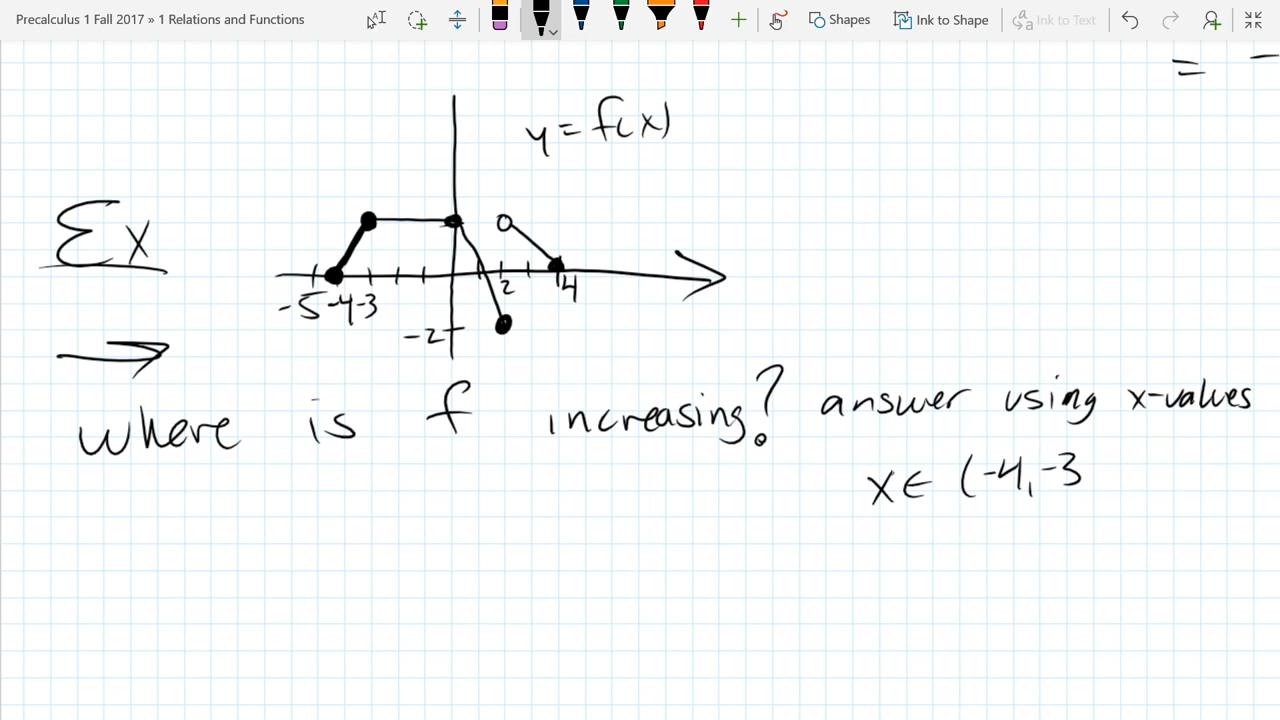 Precalculus 1 Fall 2017 » 1 Relations and Functions
Shapes
Ink to Shape
Ink to Text
= -
y = f(x)
Ex
-5 -4 -3 2 4
-2
where is f increasing? answer using x-values
x ∈ (-4, -3